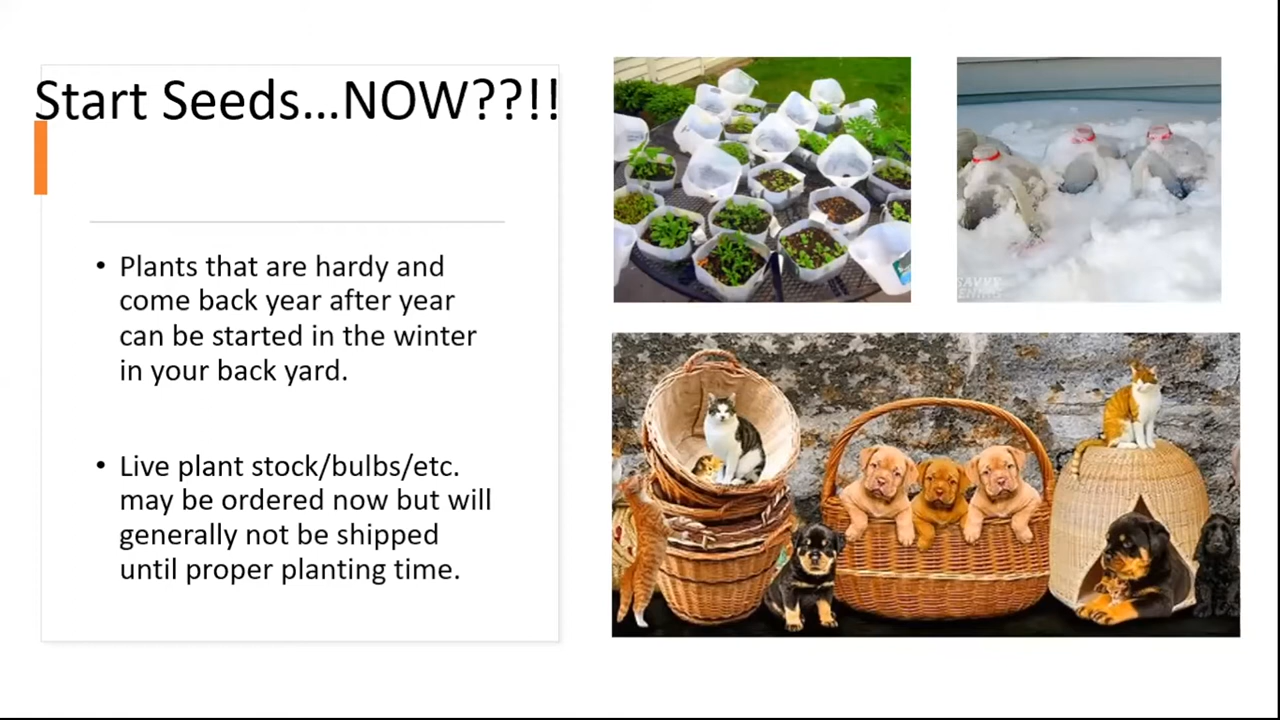 Start Seeds...NOW??!!
• Plants that are hardy and
come back year after year
can be started in the winter
in your back yard.
• Live plant stock/bulbs/etc.
may be ordered now but will
generally not be shipped
until proper planting time.
SAVVY